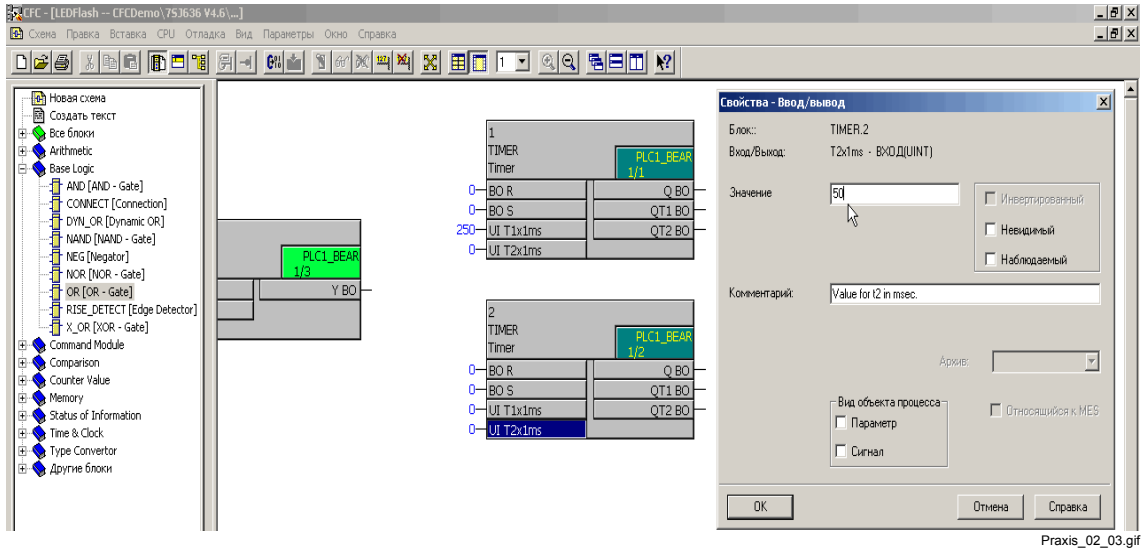 CFC - [LEDFlash -- CFCDemo\7SJ636 V4.6\...]
Схема Правка Вставка CPU Отладка Вид Параметры Окно Справка
1
Новая схема
Создать текст
Все блоки
Arithmetic
Base Logic
AND [AND - Gate]
CONNECT [Connection]
DYN_OR [Dynamic OR]
NAND [NAND - Gate]
NEG [Negator]
NOR [NOR - Gate]
OR [OR - Gate]
RISE_DETECT [Edge Detector]
X_OR [XOR - Gate]
Command Module
Comparison
Counter Value
Memory
Status of Information
Time & Clock
Type Convertor
Другие блоки
PLC1_BEAR
1/3
Y BO
1
TIMER
Timer
PLC1_BEAR
1/1
0 BO R Q BO
0 BO S QT1 BO
250 UI T1x1ms QT2 BO
0 UI T2x1ms
2
TIMER
Timer
PLC1_BEAR
1/2
0 BO R Q BO
0 BO S QT1 BO
0 UI T1x1ms QT2 BO
0 UI T2x1ms
Свойства - Ввод/вывод
Блок:: TIMER.2
Вход/Выход: T2x1ms - ВХОД(UINT)
Значение 50
Инвертированный
Невидимый
Наблюдаемый
Комментарий: Value for t2 in msec.
Архив:
Вид объекта процесса
Параметр
Сигнал
Относящийся к MES
OK Отмена Справка
Praxis_02_03.gif